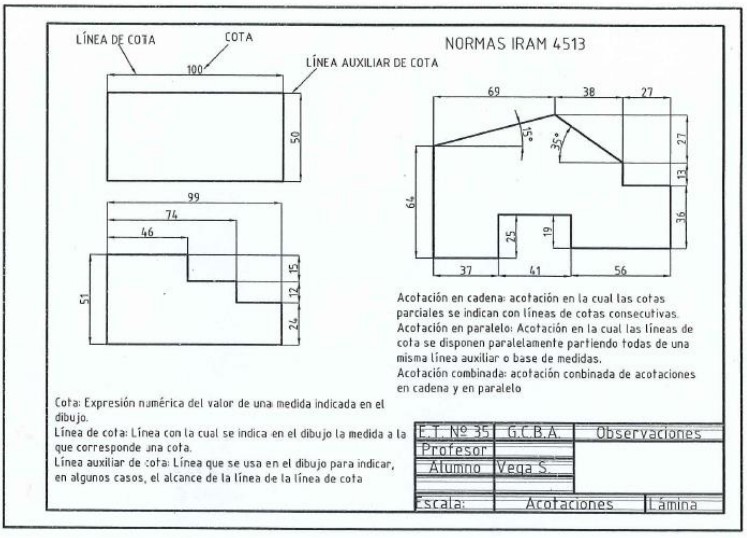 LÍNEA DE COTA
COTA
LÍNEA AUXILIAR DE COTA
100
50
NORMAS IRAM 4513
69
38
27
15°
35°
27
13
36
64
25
19
37
41
56
99
74
46
51
15
12
24
Acotación en cadena: acotación en la cual las cotas
parciales se indican con líneas de cotas consecutivas.
Acotación en paralelo: Acotación en la cual las líneas de
cota se disponen paralelamente partiendo todas de una
misma línea auxiliar o base de medidas.
Acotación combinada: acotación conbinada de acotaciones
en cadena y en paralelo
Cota: Expresión numérica del valor de una medida indicada en el
dibujo.
Línea de cota: Línea con la cual se indica en el dibujo la medida a la
que corresponde una cota.
Línea auxiliar de cota: Línea que se usa en el dibujo para indicar,
en algunos casos, el alcance de la línea de la línea de cota
E.T. Nº 35 G.C.B.A. Observaciones
Profesor
Alumno Vega S.
Escala: Acotaciones Lámina